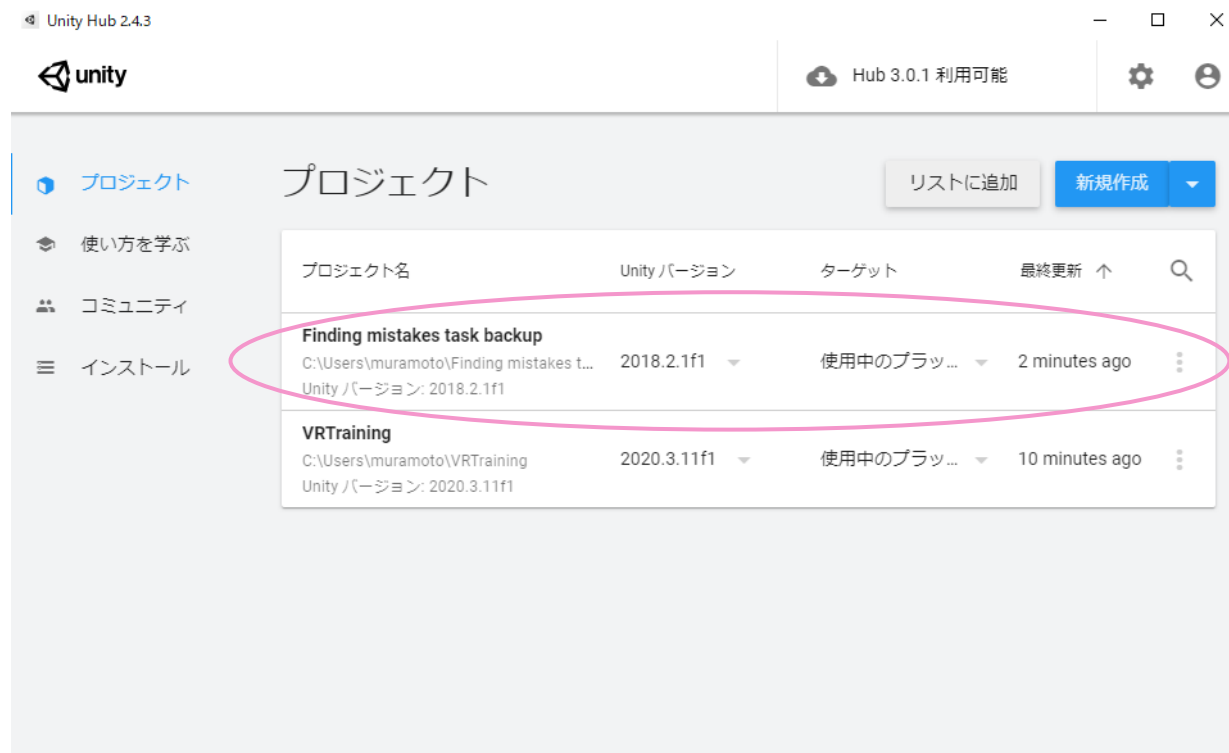 Unity Hub 2.4.3
unity
Hub 3.0.1 利用可能
プロジェクト
使い方を学ぶ
コミュニティ
インストール
プロジェクト
リストに追加
新規作成
プロジェクト名 Unity バージョン ターゲット 最終更新
Finding mistakes task backup
C:\Users\muramoto\Finding mistakes t... 2018.2.1f1 使用中のプラッ... 2 minutes ago
Unity バージョン: 2018.2.1f1
VRTraining
C:\Users\muramoto\VRTraining 2020.3.11f1 使用中のプラッ... 10 minutes ago
Unity バージョン: 2020.3.11f1